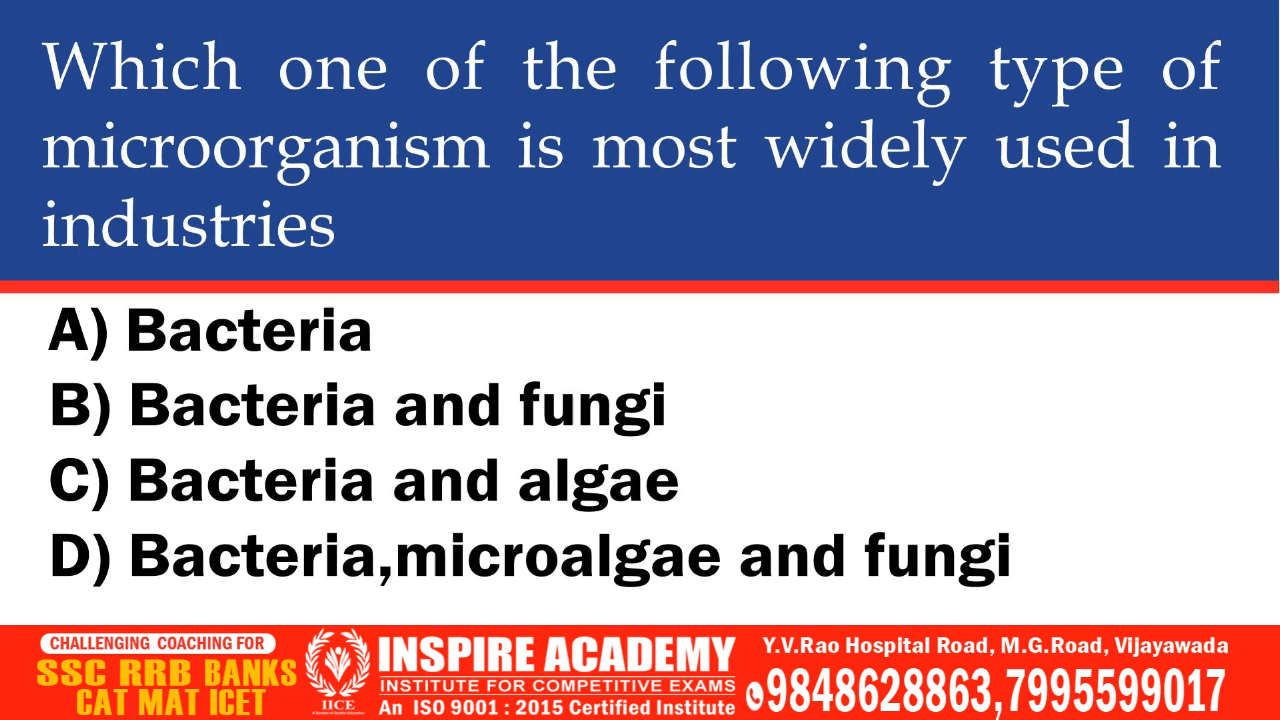 Which one of the following type of
microorganism is most widely used in
industries
A) Bacteria
B) Bacteria and fungi
C) Bacteria and algae
D) Bacteria,microalgae and fungi
CHALLENGING COACHING FOR
SSC RRB BANKS
CAT MAT ICET
IICE
INSPIRE ACADEMY
INSTITUTE FOR COMPETITIVE EXAMS
An ISO 9001 : 2015 Certified Institute
Y.V.Rao Hospital Road, M.G.Road, Vijayawada
9848628863,7995599017